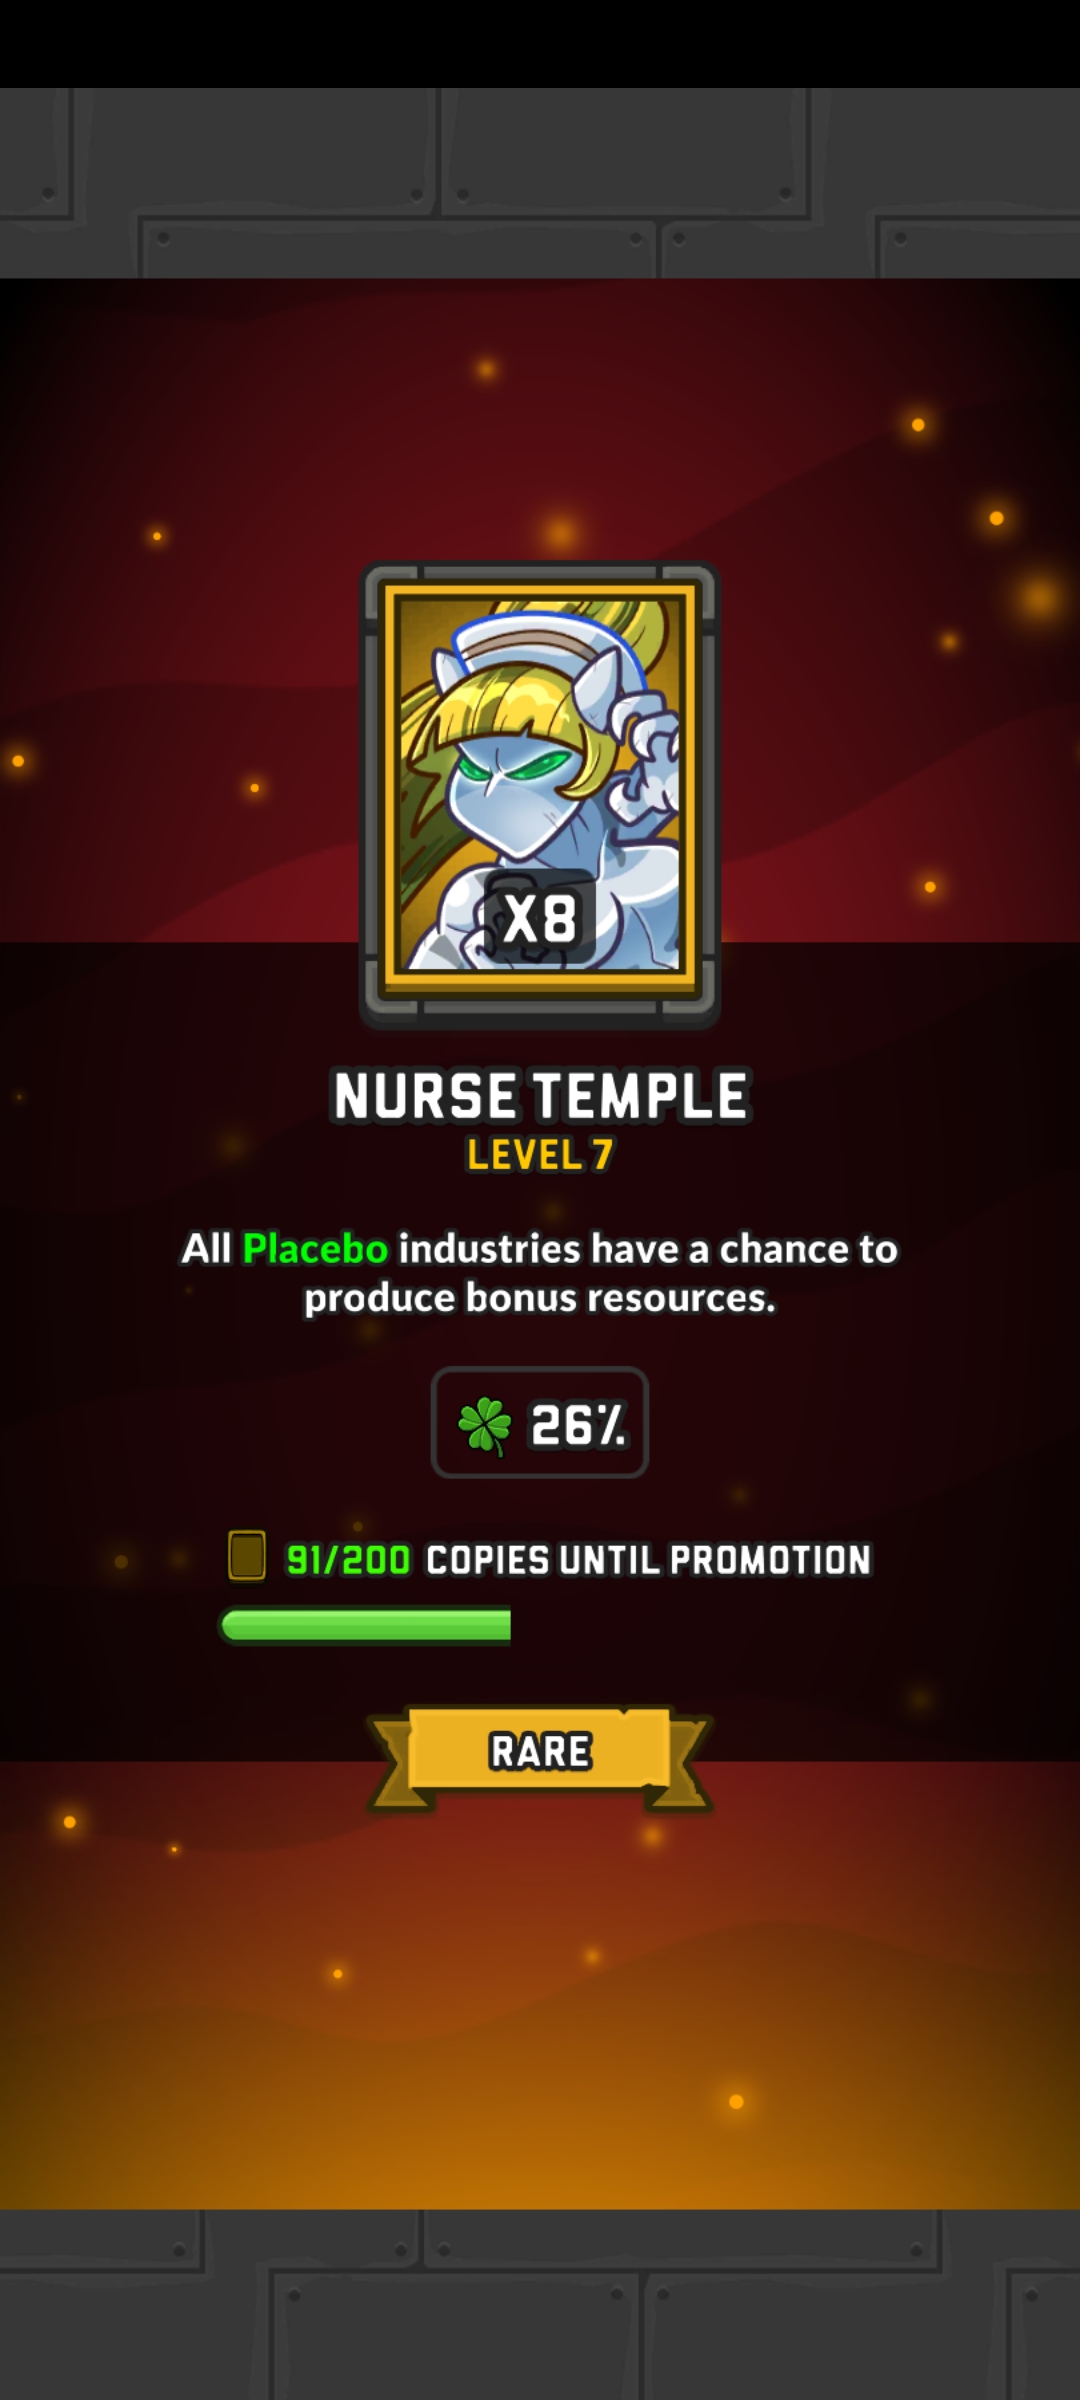 X8
NURSE TEMPLE
LEVEL 7
All Placebo industries have a chance to
produce bonus resources.
26%
91/200 COPIES UNTIL PROMOTION
RARE